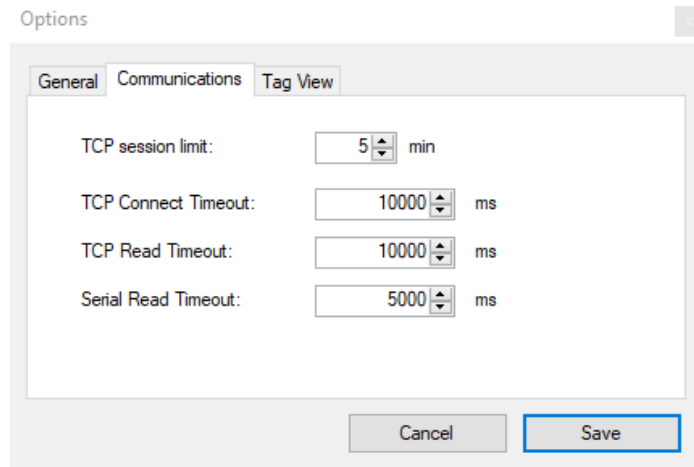 Options
General Communications Tag View
TCP session limit: 5 min
TCP Connect Timeout: 10000 ms
TCP Read Timeout: 10000 ms
Serial Read Timeout: 5000 ms
Cancel Save